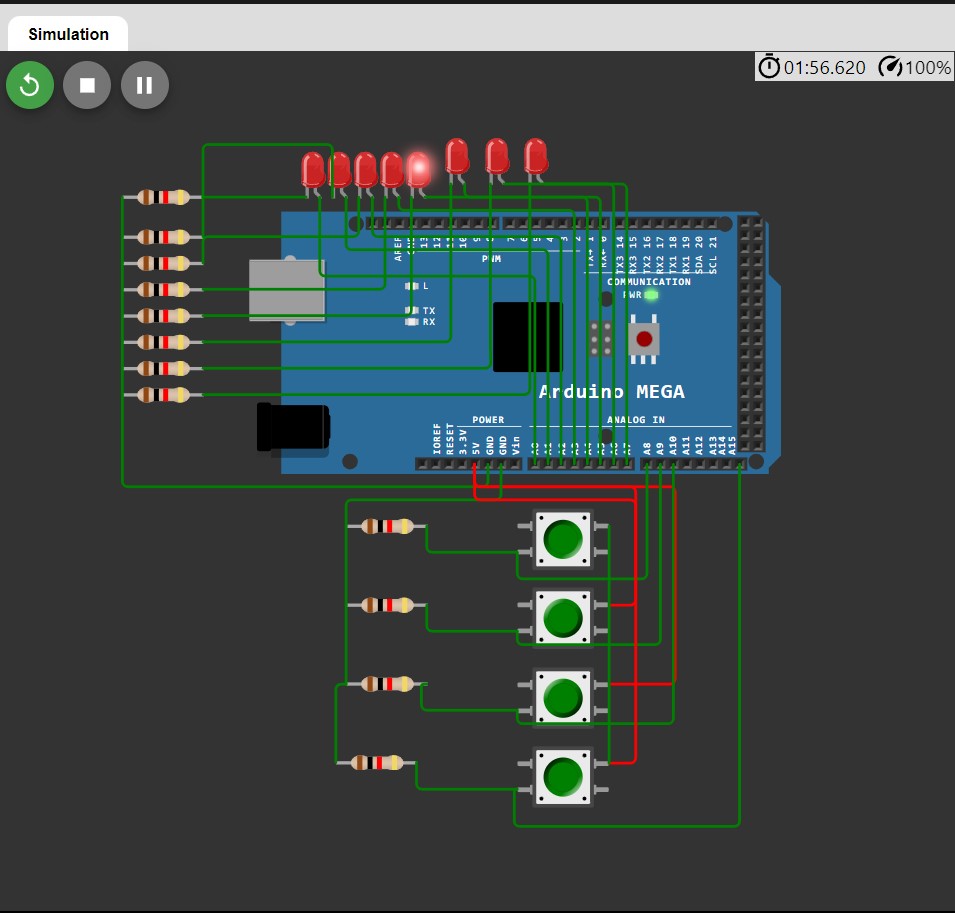 Simulation
01:56.620 100%
AREF
GND
13
12
11
10
9
8
7
6
5
4
3
2
TX→ 1
RX← 0
TX3 14
RX3 15
TX2 16
RX2 17
TX1 18
RX1 19
SDA 20
SCL 21
PWM
COMMUNICATION
L
PWR
TX
RX
Arduino MEGA
POWER
ANALOG IN
IOREF
RESET
3.3V
5V
GND
GND
Vin
A0
A8
A9
A10
A11
A12
A13
A14
A15